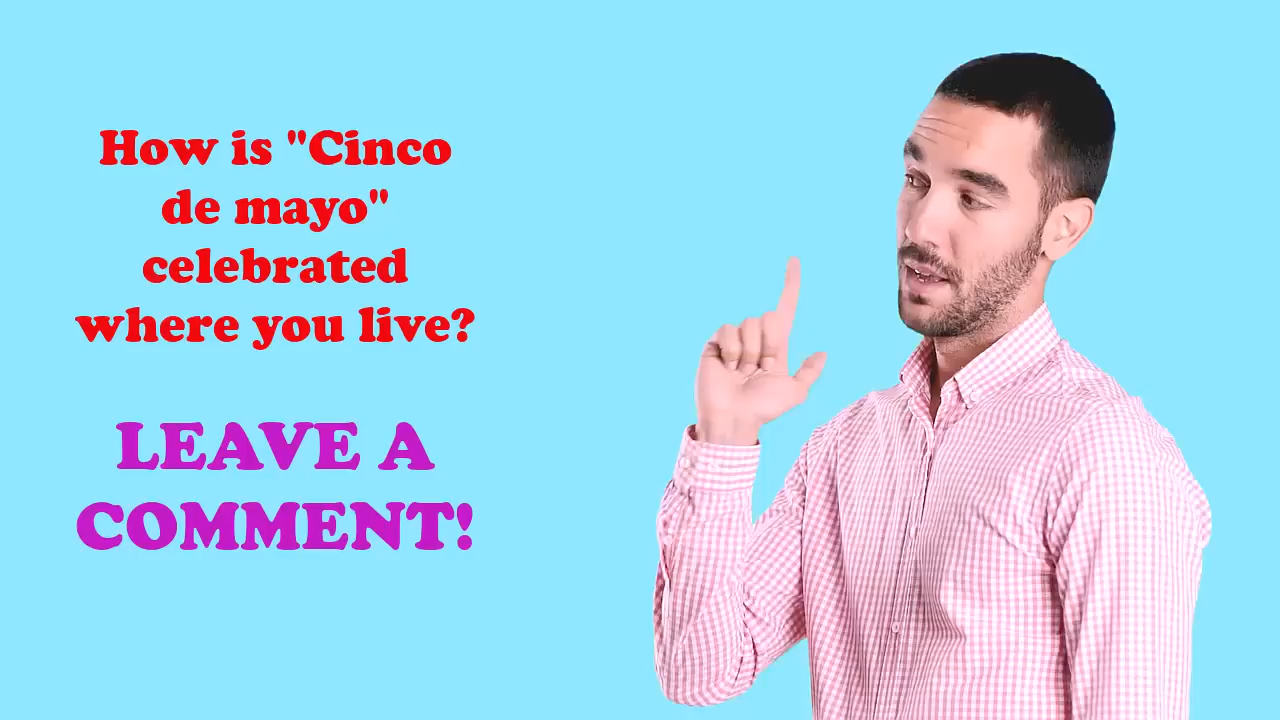 How is "Cinco
de mayo"
celebrated
where you live?
LEAVE A
COMMENT!